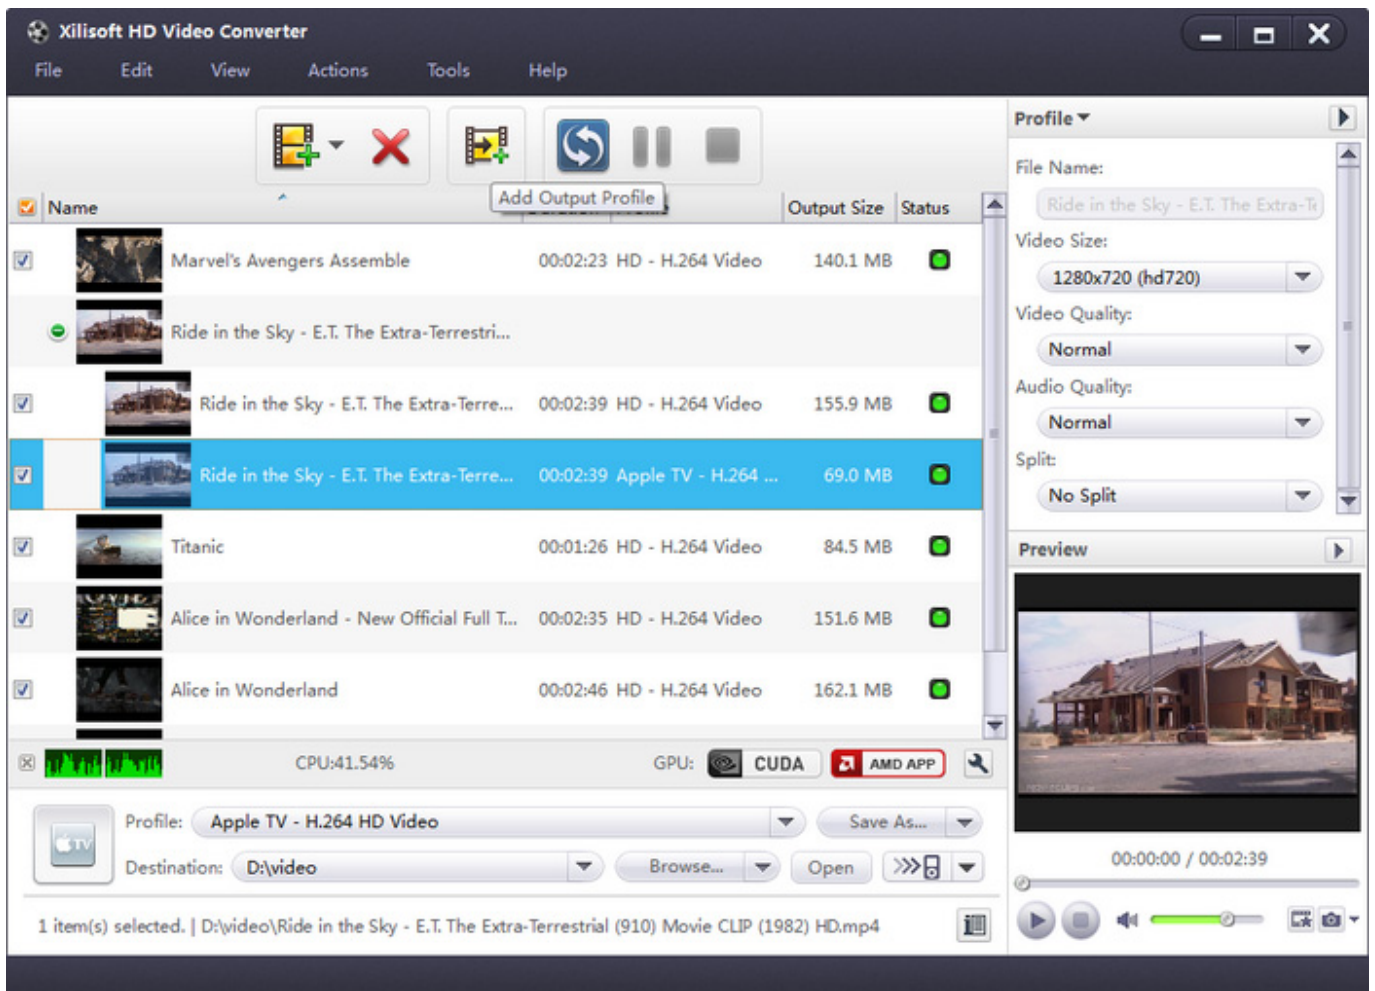 Xilisoft HD Video Converter
File Edit View Actions Tools Help
Add Output Profile
Name Output Size Status
Marvel's Avengers Assemble 00:02:23 HD - H.264 Video 140.1 MB
Ride in the Sky - E.T. The Extra-Terrestri...
Ride in the Sky - E.T. The Extra-Terre... 00:02:39 HD - H.264 Video 155.9 MB
Ride in the Sky - E.T. The Extra-Terre... 00:02:39 Apple TV - H.264 ... 69.0 MB
Titanic 00:01:26 HD - H.264 Video 84.5 MB
Alice in Wonderland - New Official Full T... 00:02:35 HD - H.264 Video 151.6 MB
Alice in Wonderland 00:02:46 HD - H.264 Video 162.1 MB
CPU:41.54% GPU: CUDA AMD APP
Profile: Apple TV - H.264 HD Video Save As...
tv
Destination: D:\video Browse... Open
1 item(s) selected. | D:\video\Ride in the Sky - E.T. The Extra-Terrestrial (910) Movie CLIP (1982) HD.mp4
Profile
File Name:
Ride in the Sky - E.T. The Extra-Te
Video Size:
1280x720 (hd720)
Video Quality:
Normal
Audio Quality:
Normal
Split:
No Split
Preview
00:00:00 / 00:02:39